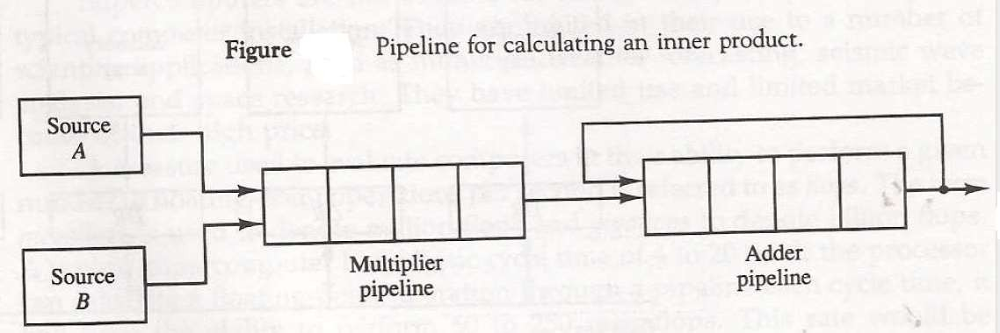 Figure Pipeline for calculating an inner product.
Source
A
Source
B
Multiplier
pipeline
Adder
pipeline